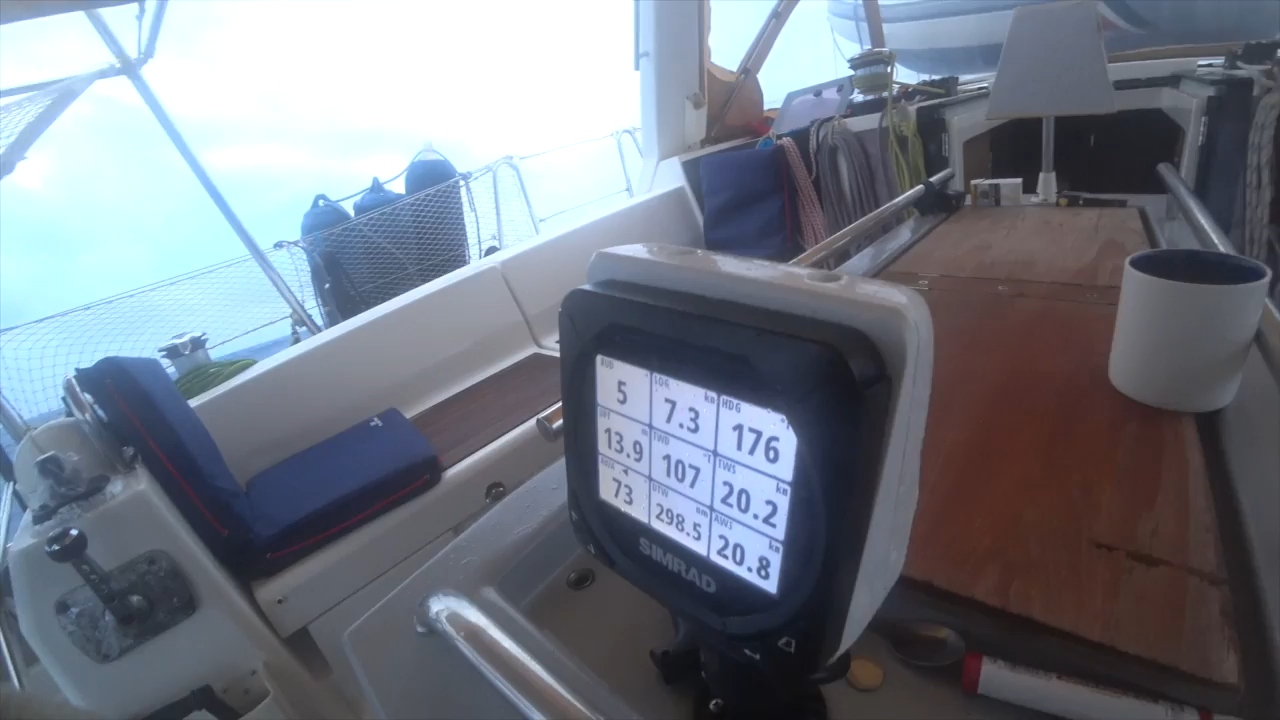 RUD
5
SOG kn
7.3
HDG
176
DPT m
13.9
TWD °T
107
TWS kn
20.2
AWA
73
DTW nm
298.5
AWS kn
20.8
SIMRAD